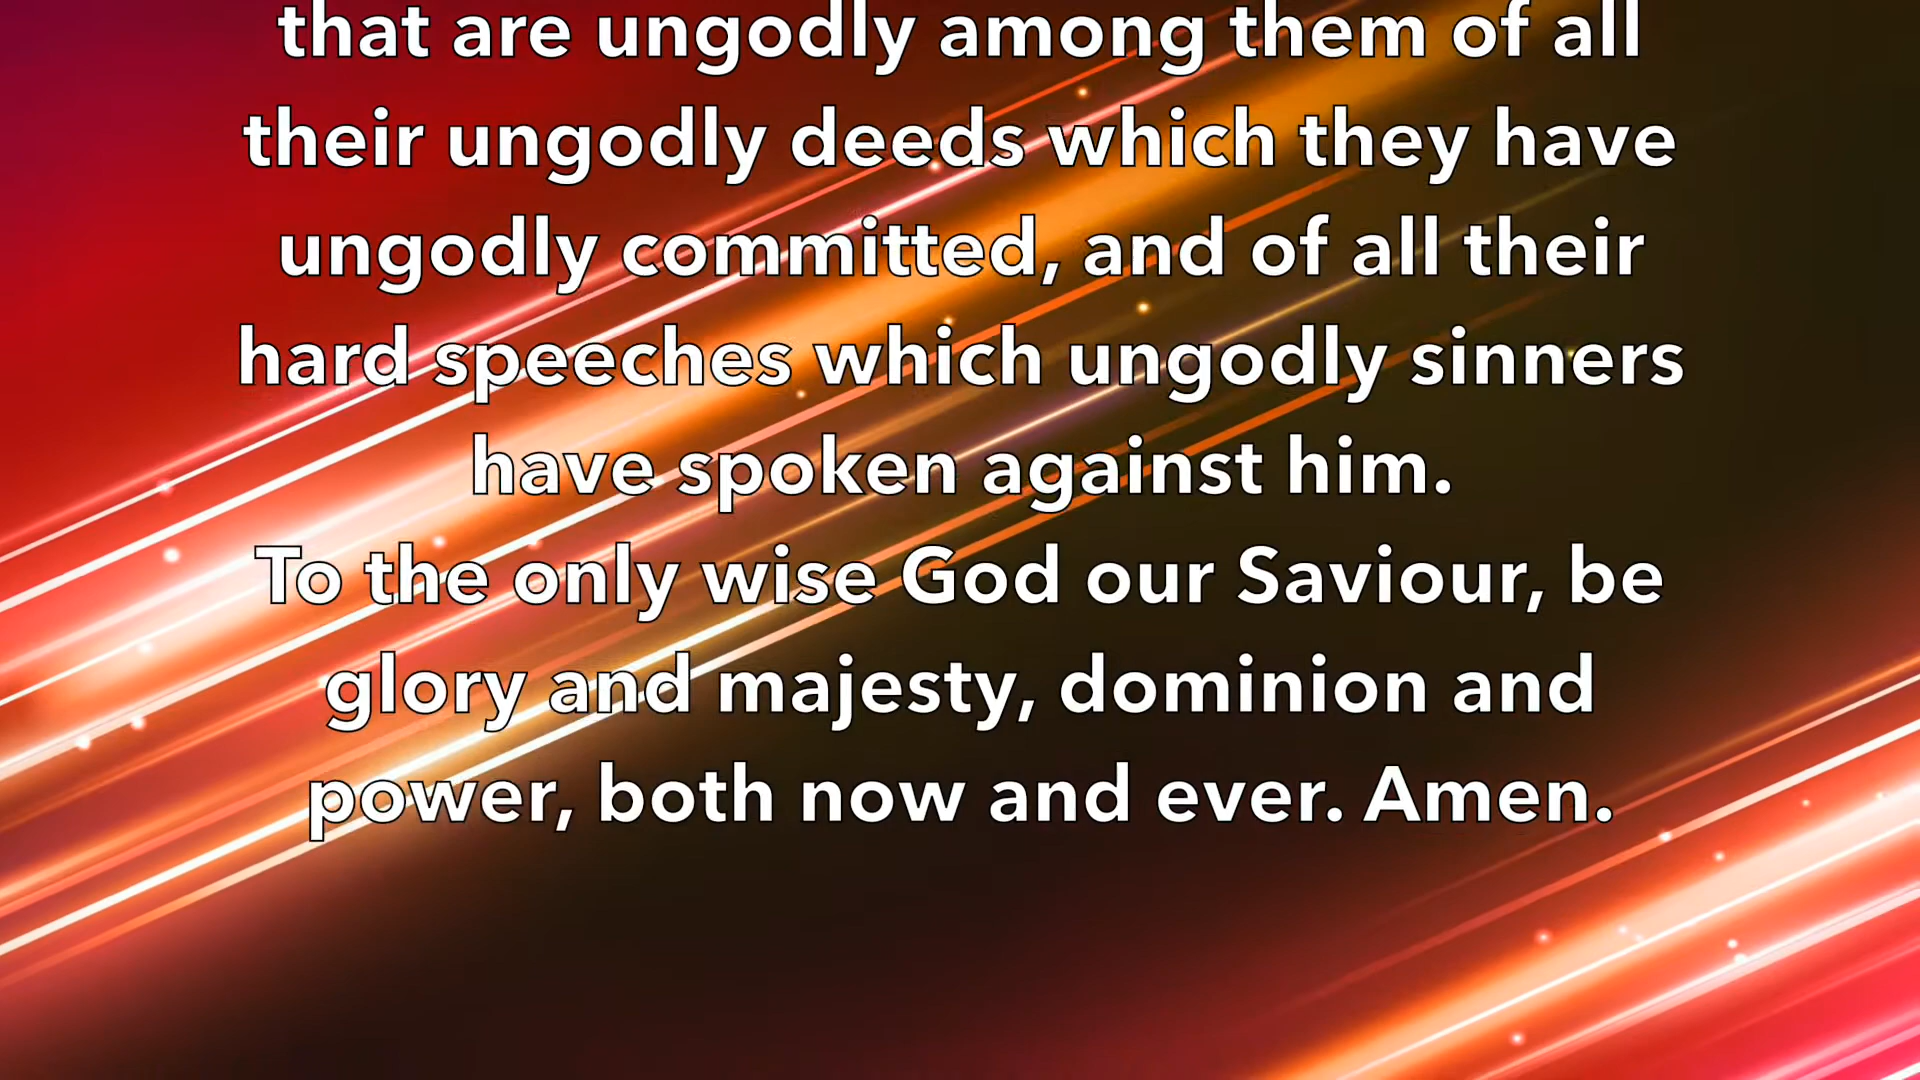 that are ungodly among them of all
their ungodly deeds which they have
ungodly committed, and of all their
hard speeches which ungodly sinners
have spoken against him.
To the only wise God our Saviour, be
glory and majesty, dominion and
power, both now and ever. Amen.